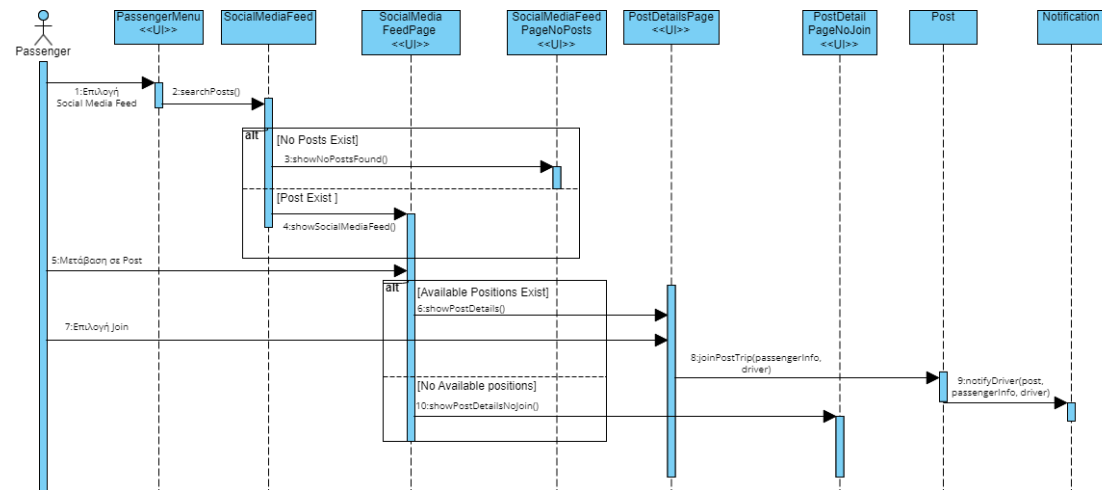 Passenger
PassengerMenu
<<UI>>
SocialMediaFeed
SocialMedia
FeedPage
<<UI>>
SocialMediaFeed
PageNoPosts
<<UI>>
PostDetailsPage
<<UI>>
PostDetail
PageNoJoin
<<UI>>
Post
Notification
1:Επιλογή
Social Media Feed
2:searchPosts()
alt
[No Posts Exist]
3:showNoPostsFound()
[Post Exist ]
4:showSocialMediaFeed()
5:Μετάβαση σε Post
alt
[Available Positions Exist]
6:showPostDetails()
7:Επιλογή Join
8:joinPostTrip(passengerInfo,
driver)
9:notifyDriver(post,
passengerInfo, driver)
[No Available positions]
10:showPostDetailsNoJoin()